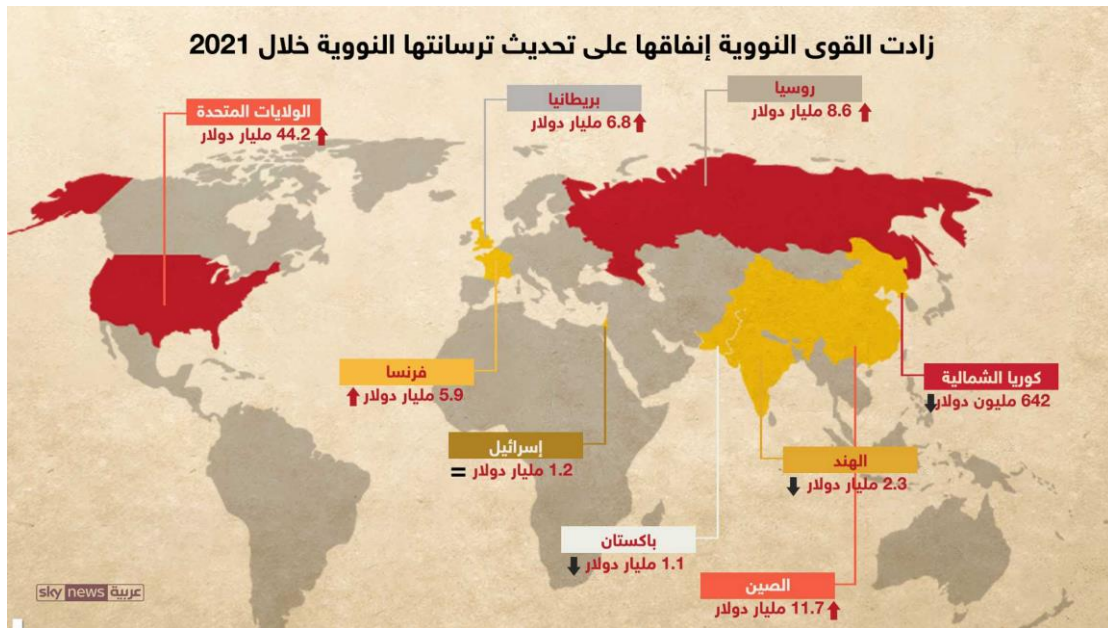 زادت القوى النووية إنفاقها على تحديث ترسانتها النووية خلال 2021
روسيا
8.6 مليار دولار
بريطانيا
6.8 مليار دولار
الولايات المتحدة
44.2 مليار دولار
فرنسا
5.9 مليار دولار
كوريا الشمالية
642 مليون دولار
إسرائيل
1.2 مليار دولار =
الهند
2.3 مليار دولار
باكستان
1.1 مليار دولار
الصين
11.7 مليار دولار
sky news عربية